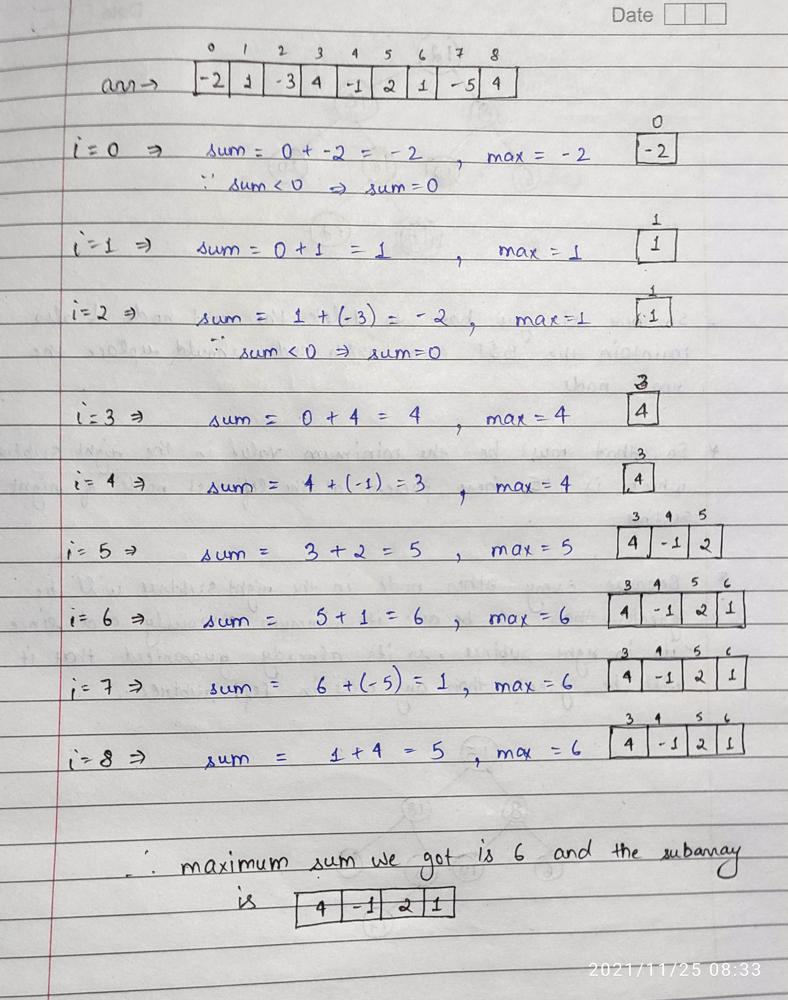 Date
0 1 2 3 4 5 6 7 8
arr→ -2 1 -3 4 -1 2 1 -5 4
0
i = 0 ⇒ sum = 0 + -2 = -2 , max = -2 -2
∵ sum < 0 ⇒ sum = 0
1
i = 1 ⇒ sum = 0 + 1 = 1 , max = 1 1
1
i = 2 ⇒ sum = 1 + (-3) = -2 , max = 1 1
∵ sum < 0 ⇒ sum = 0
3
i = 3 ⇒ sum = 0 + 4 = 4 , max = 4 4
3
i = 4 ⇒ sum = 4 + (-1) = 3 , max = 4 4
3 4 5
i = 5 ⇒ sum = 3 + 2 = 5 , max = 5 4 -1 2
3 4 5 6
i = 6 ⇒ sum = 5 + 1 = 6 , max = 6 4 -1 2 1
3 4 5 6
i = 7 ⇒ sum = 6 + (-5) = 1 , max = 6 4 -1 2 1
3 4 5 6
i = 8 ⇒ sum = 1 + 4 = 5 , max = 6 4 -1 2 1
∴ maximum sum we got is 6 and the subarray
is 4 -1 2 1
2021/11/25 08:33